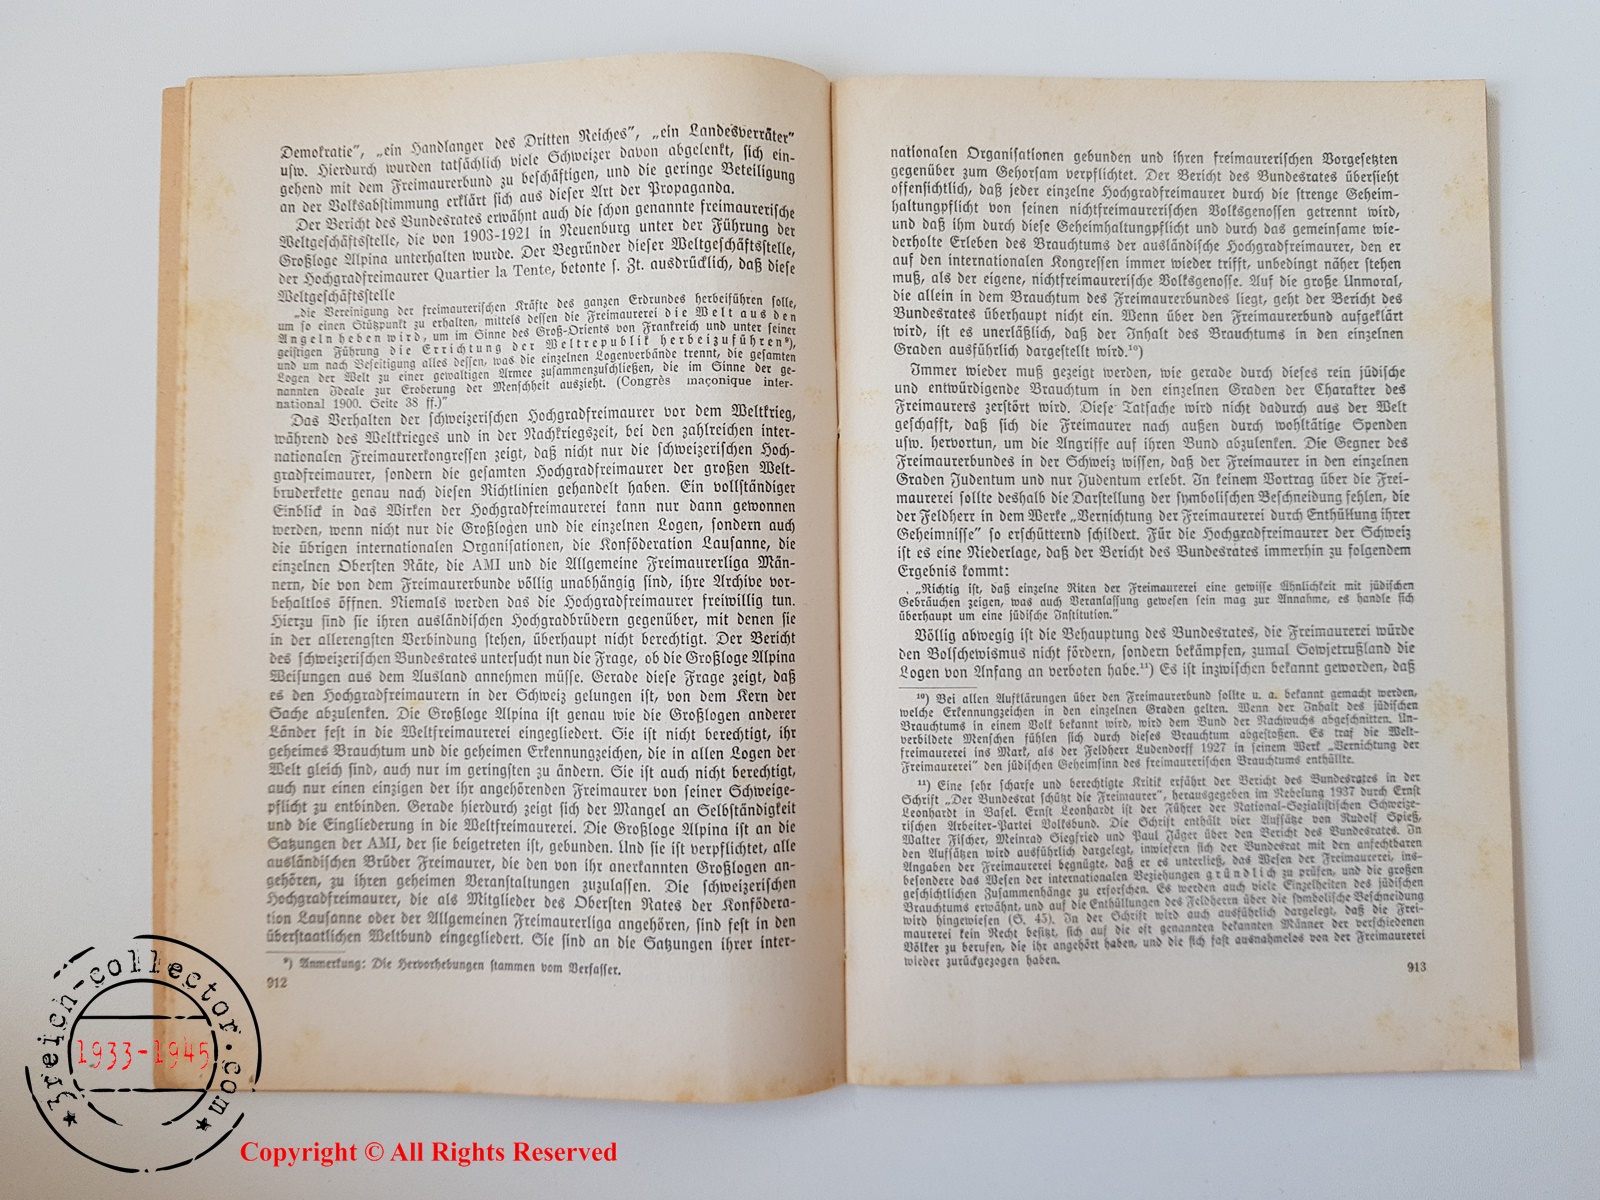 Demokratie“, „ein Handlanger des Dritten Reiches“, „ein Landesverräter“
usw. Hierdurch wurden tatsächlich viele Schweizer davon abgelenkt, sich ein-
gehend mit dem Freimaurerbund zu beschäftigen, und die geringe Beteiligung
an der Volksabstimmung erklärt sich aus dieser Art der Propaganda.
Der Bericht des Bundesrates erwähnt auch die schon genannte freimaurerische
Weltgeschäftsstelle, die von 1903-1921 in Neuenburg unter der Führung der
Großloge Alpina unterhalten wurde. Der Begründer dieser Weltgeschäftsstelle,
der Hochgradfreimaurer Quartier la Tente, betonte s. Zt. ausdrücklich, daß diese
Weltgeschäftsstelle
„die Vereinigung der freimaurerischen Kräfte des ganzen Erdrundes herbeiführen solle,
um so einen Stützpunkt zu erhalten, mittels dessen die Freimaurerei die Welt aus den
Angeln heben wird, um im Sinne des Groß-Orients von Frankreich und unter seiner
geistigen Führung die Errichtung der Weltrepublik herbeizuführen⁹),
und um nach Beseitigung alles dessen, was die einzelnen Logenverbände trennt, die gesamten
Logen der Welt zu einer gewaltigen Armee zusammenzuschließen, die im Sinne der ge-
nannten Ideale zur Eroberung der Menschheit auszieht. (Congrès maçonique inter-
national 1900. Seite 38 ff.)“
Das Verhalten der schweizerischen Hochgradfreimaurer vor dem Weltkrieg,
während des Weltkrieges und in der Nachkriegszeit, bei den zahlreichen inter-
nationalen Freimaurerkongressen zeigt, daß nicht nur die schweizerischen Hoch-
gradfreimaurer, sondern die gesamten Hochgradfreimaurer der großen Welt-
bruderkette genau nach diesen Richtlinien gehandelt haben. Ein vollständiger
Einblick in das Wirken der Hochgradfreimaurerei kann nur dann gewonnen
werden, wenn nicht nur die Großlogen und die einzelnen Logen, sondern auch
die übrigen internationalen Organisationen, die Konföderation Lausanne, die
einzelnen Obersten Räte, die AMI und die Allgemeine Freimaurerliga Män-
nern, die von dem Freimaurerbunde völlig unabhängig sind, ihre Archive vor-
behaltlos öffnen. Niemals werden das die Hochgradfreimaurer freiwillig tun.
Hierzu sind sie ihren ausländischen Hochgradbrüdern gegenüber, mit denen sie
in der allerengsten Verbindung stehen, überhaupt nicht berechtigt. Der Bericht
des schweizerischen Bundesrates untersucht nun die Frage, ob die Großloge Alpina
Weisungen aus dem Ausland annehmen müsse. Gerade diese Frage zeigt, daß
es den Hochgradfreimaurern in der Schweiz gelungen ist, von dem Kern der
Sache abzulenken. Die Großloge Alpina ist genau wie die Großlogen anderer
Länder fest in die Weltfreimaurerei eingegliedert. Sie ist nicht berechtigt, ihr
geheimes Brauchtum und die geheimen Erkennungzeichen, die in allen Logen der
Welt gleich sind, auch nur im geringsten zu ändern. Sie ist auch nicht berechtigt,
auch nur einen einzigen der ihr angehörenden Freimaurer von seiner Schweige-
pflicht zu entbinden. Gerade hierdurch zeigt sich der Mangel an Selbständigkeit
und die Eingliederung in die Weltfreimaurerei. Die Großloge Alpina ist an die
Satzungen der AMI, der sie beigetreten ist, gebunden. Und sie ist verpflichtet, alle
ausländischen Brüder Freimaurer, die den von ihr anerkannten Großlogen an-
gehören, zu ihren geheimen Veranstaltungen zuzulassen. Die schweizerischen
Hochgradfreimaurer, die als Mitglieder des Obersten Rates der Konfödera-
tion Lausanne oder der Allgemeinen Freimaurerliga angehören, sind fest in den
überstaatlichen Weltbund eingegliedert. Sie sind an die Satzungen ihrer inter-
⁹) Anmerkung: Die Hervorhebungen stammen vom Verfasser.
912
nationalen Organisationen gebunden und ihren freimaurerischen Vorgesetzten
gegenüber zum Gehorsam verpflichtet. Der Bericht des Bundesrates übersieht
offensichtlich, daß jeder einzelne Hochgradfreimaurer durch die strenge Geheim-
haltungpflicht von seinen nichtfreimaurerischen Volksgenossen getrennt wird,
und daß ihm durch diese Geheimhaltungpflicht und durch das gemeinsame wie-
derholte Erleben des Brauchtums der ausländische Hochgradfreimaurer, den er
auf den internationalen Kongressen immer wieder trifft, unbedingt näher stehen
muß, als der eigene, nichtfreimaurerische Volksgenosse. Auf die große Unmoral,
die allein in dem Brauchtum des Freimaurerbundes liegt, geht der Bericht des
Bundesrates überhaupt nicht ein. Wenn über den Freimaurerbund aufgeklärt
wird, ist es unerläßlich, daß der Inhalt des Brauchtums in den einzelnen
Graden ausführlich dargestellt wird.¹⁰)
Immer wieder muß gezeigt werden, wie gerade durch dieses rein jüdische
und entwürdigende Brauchtum in den einzelnen Graden der Charakter des
Freimaurers zerstört wird. Diese Tatsache wird nicht dadurch aus der Welt
geschafft, daß sich die Freimaurer nach außen durch wohltätige Spenden
usw. hervortun, um die Angriffe auf ihren Bund abzulenken. Die Gegner des
Freimaurerbundes in der Schweiz wissen, daß der Freimaurer in den einzelnen
Graden Judentum und nur Judentum erlebt. In keinem Vortrag über die Frei-
maurerei sollte deshalb die Darstellung der symbolischen Beschneidung fehlen, die
der Feldherr in dem Werke „Vernichtung der Freimaurerei durch Enthüllung ihrer
Geheimnisse“ so erschütternd schildert. Für die Hochgradfreimaurer der Schweiz
ist es eine Niederlage, daß der Bericht des Bundesrates immerhin zu folgendem
Ergebnis kommt:
„Richtig ist, daß einzelne Riten der Freimaurerei eine gewisse Ähnlichkeit mit jüdischen
Gebräuchen zeigen, was auch Veranlassung gewesen sein mag zur Annahme, es handle sich
überhaupt um eine jüdische Institution.“
Völlig abwegig ist die Behauptung des Bundesrates, die Freimaurerei würde
den Bolschewismus nicht fördern, sondern bekämpfen, zumal Sowjetrußland die
Logen von Anfang an verboten habe.¹¹) Es ist inzwischen bekannt geworden, daß
¹⁰) Bei allen Aufklärungen über den Freimaurerbund sollte u. a. bekannt gemacht werden,
welche Erkennungzeichen in den einzelnen Graden gelten. Wenn der Inhalt des jüdischen
Brauchtums in einem Volk bekannt wird, wird dem Bund der Nachwuchs abgeschnitten. Un-
verbildete Menschen fühlen sich durch dieses Brauchtum abgestoßen. Es traf die Welt-
freimaurerei ins Mark, als der Feldherr Ludendorff 1927 in seinem Werk „Vernichtung der
Freimaurerei“ den jüdischen Geheimsinn des freimaurerischen Brauchtums enthüllte.
¹¹) Eine sehr scharfe und berechtigte Kritik erfährt der Bericht des Bundesrates in der
Schrift „Der Bundesrat schützt die Freimaurer“, herausgegeben im Nebelung 1937 durch Ernst
Leonhardt in Basel. Ernst Leonhardt ist der Führer der National-Sozialistischen Schweize-
rischen Arbeiter-Partei Volksbund. Die Schrift enthält vier Aufsätze von Rudolf Spieß,
Walter Fischer, Meinrad Siegfried und Paul Jäger über den Bericht des Bundesrates. In
den Aufsätzen wird ausführlich dargelegt, inwiefern sich der Bundesrat mit den anfechtbaren
Angaben der Freimaurerei begnügte, daß er es unterließ, das Wesen der Freimaurerei, ins-
besondere das Wesen der internationalen Beziehungen gründlich zu prüfen, und die großen
geschichtlichen Zusammenhänge zu erforschen. Es werden auch viele Einzelheiten des jüdischen
Brauchtums erwähnt, und auf die Enthüllungen des Feldherrn über die symbolische Beschneidung
wird hingewiesen (S. 45). In der Schrift wird auch ausführlich dargelegt, daß die Frei-
maurerei kein Recht besitzt, sich auf die oft genannten bekannten Männer der verschiedenen
Völker zu berufen, die ihr angehört haben, und die sich fast ausnahmelos von der Freimaurerei
wieder zurückgezogen haben.
913
3reich-collector.com
1933-1945
Copyright © All Rights Reserved